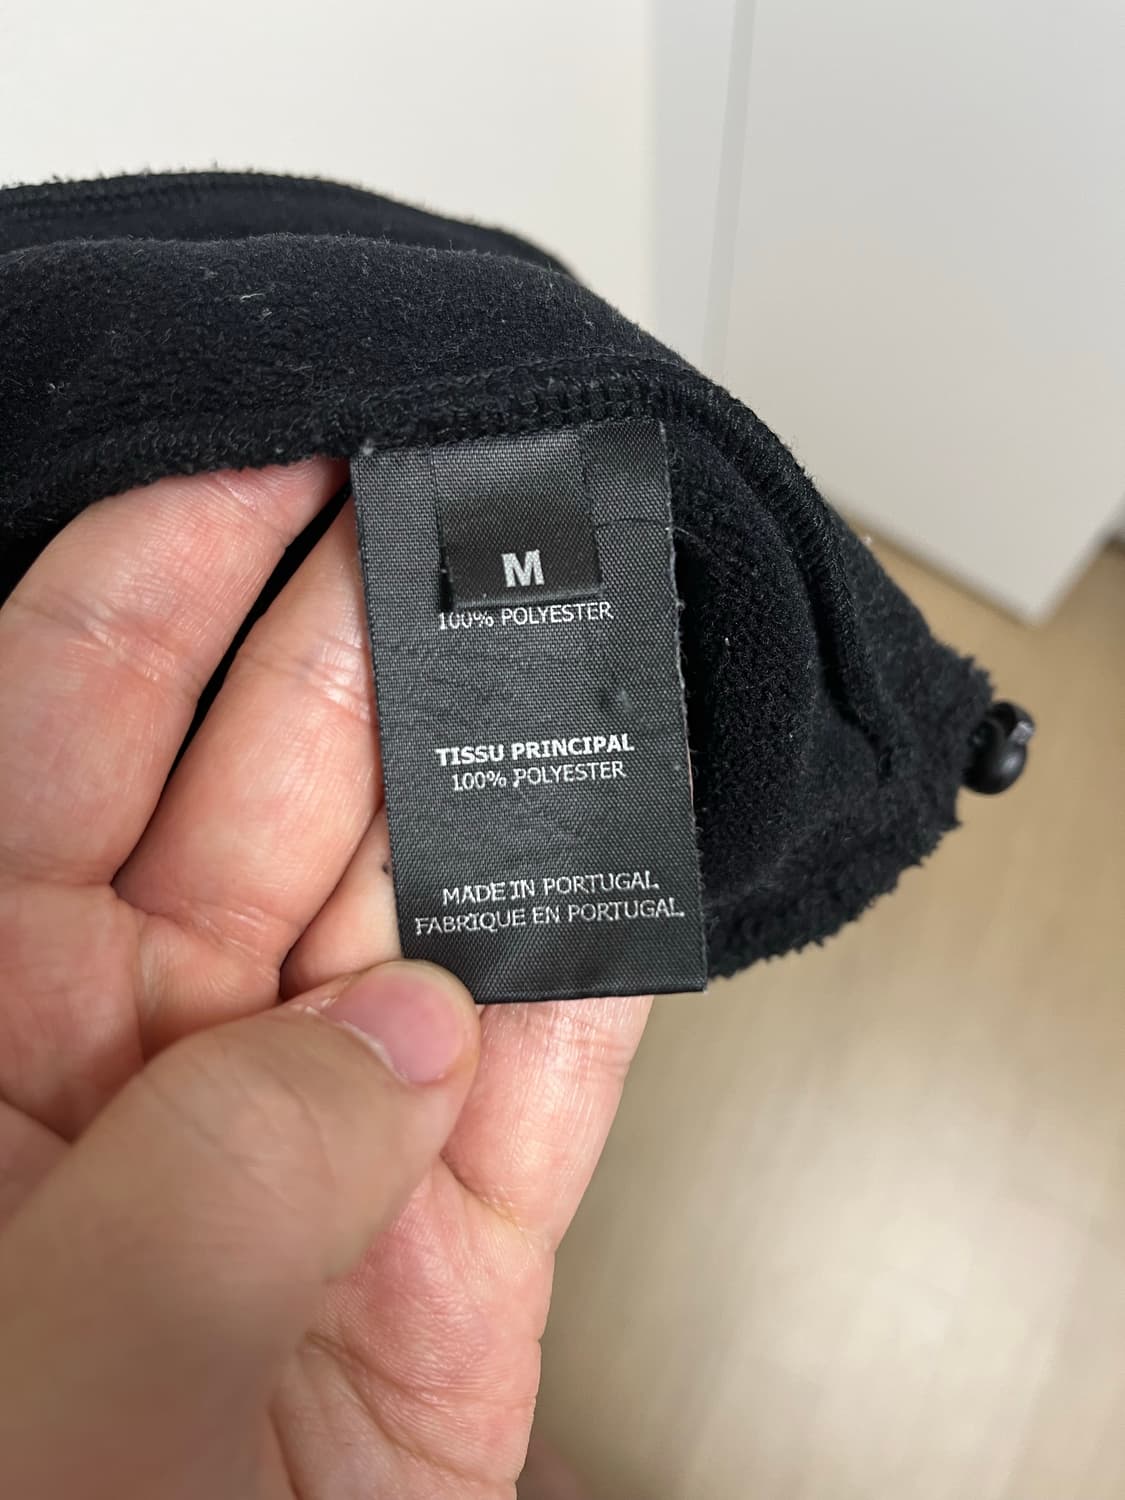 M
100% POLYESTER
TISSU PRINCIPAL
100% POLYESTER
MADE IN PORTUGAL
FABRIQUE EN PORTUGAL